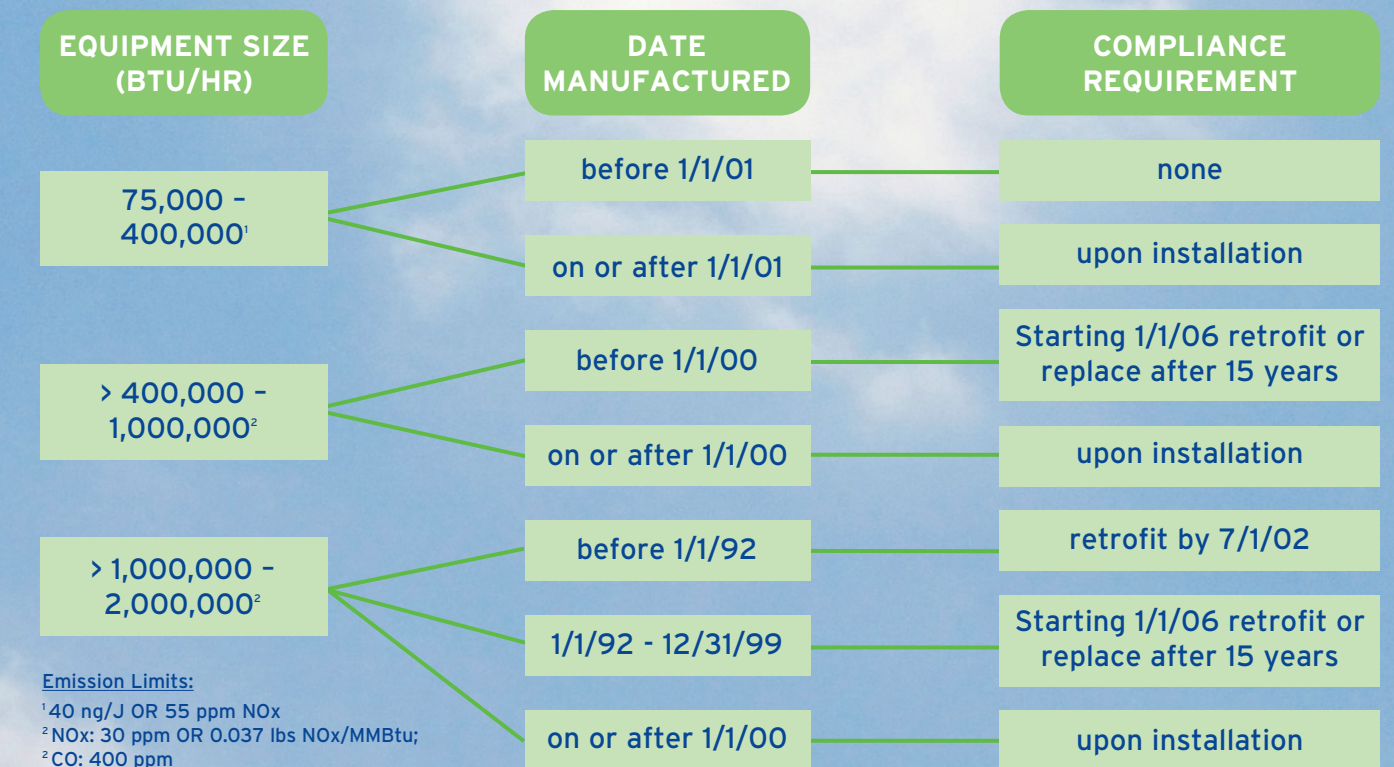 EQUIPMENT SIZE
(BTU/HR)
DATE
MANUFACTURED
COMPLIANCE
REQUIREMENT
75,000 –
400,000¹
before 1/1/01
none
on or after 1/1/01
upon installation
> 400,000 –
1,000,000²
before 1/1/00
Starting 1/1/06 retrofit or
replace after 15 years
on or after 1/1/00
upon installation
> 1,000,000 –
2,000,000²
before 1/1/92
retrofit by 7/1/02
1/1/92 - 12/31/99
Starting 1/1/06 retrofit or
replace after 15 years
on or after 1/1/00
upon installation
Emission Limits:
¹ 40 ng/J OR 55 ppm NOx
² NOx: 30 ppm OR 0.037 lbs NOx/MMBtu;
² CO: 400 ppm